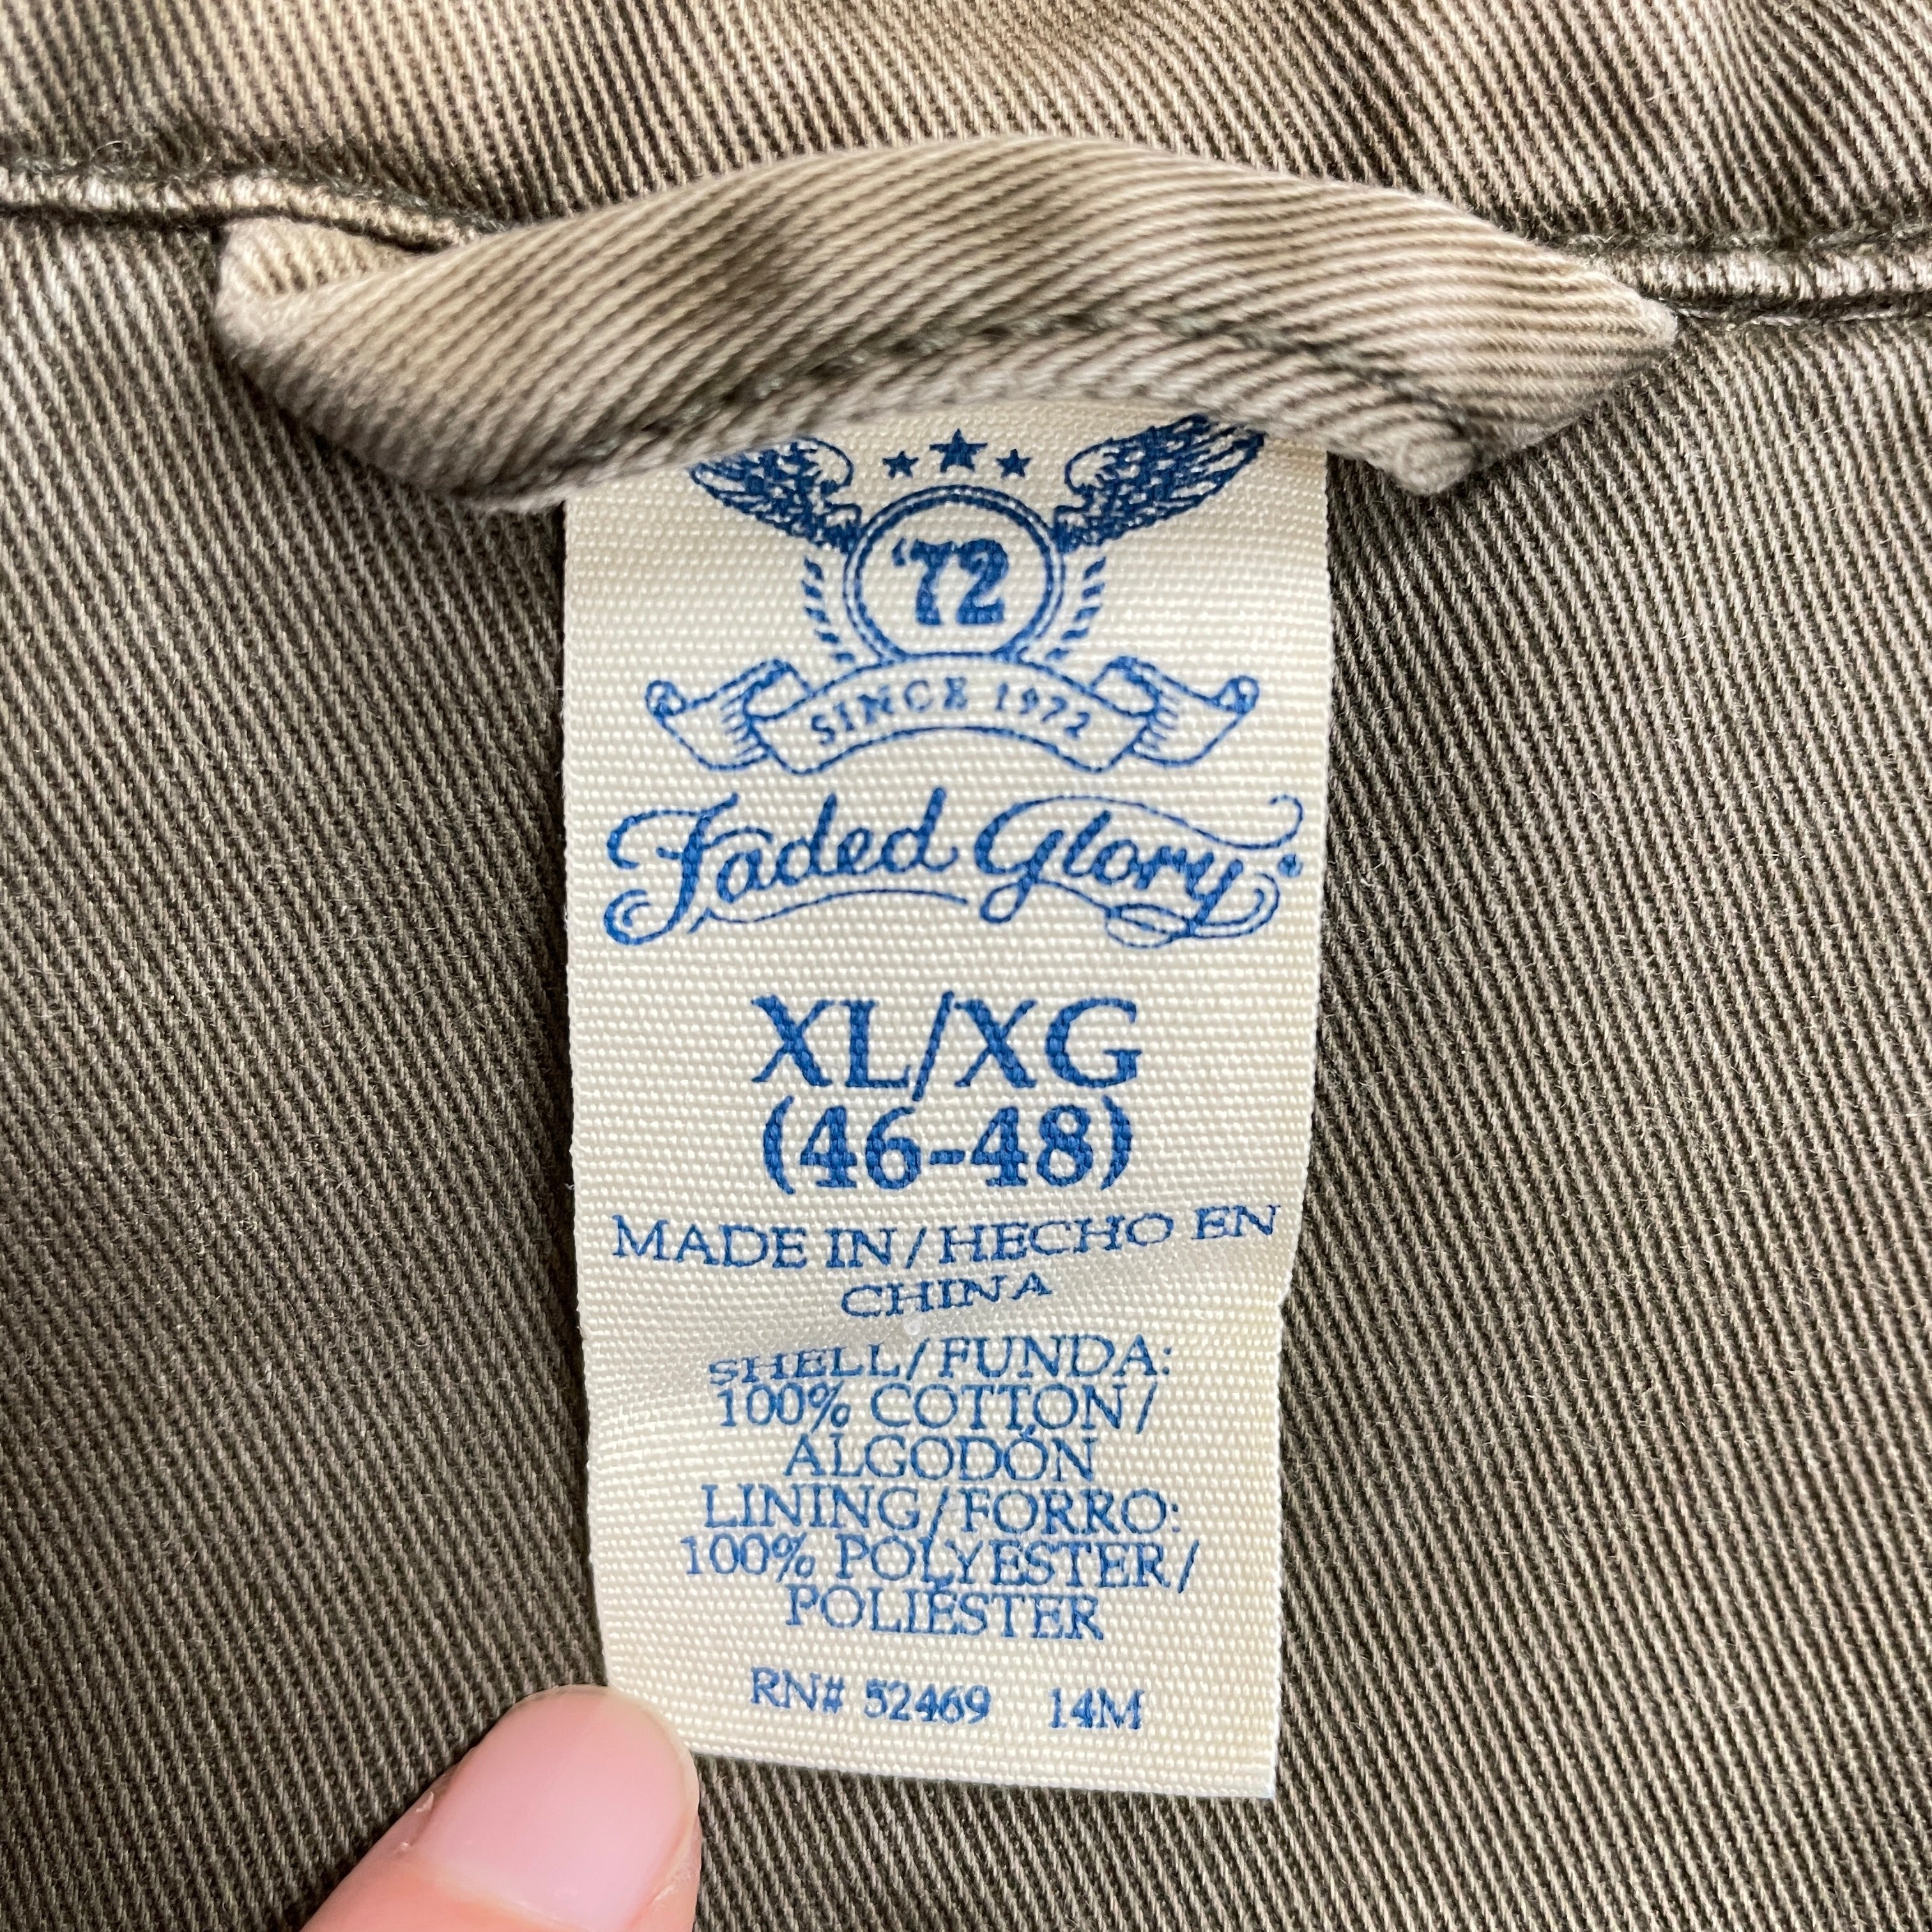 '72
SINCE 1972
Faded Glory
XL/XG
(46-48)
MADE IN/HECHO EN
CHINA
SHELL/FUNDA:
100% COTTON/
ALGODÓN
LINING/FORRO:
100% POLYESTER/
POLIÉSTER
RN# 52469 14M